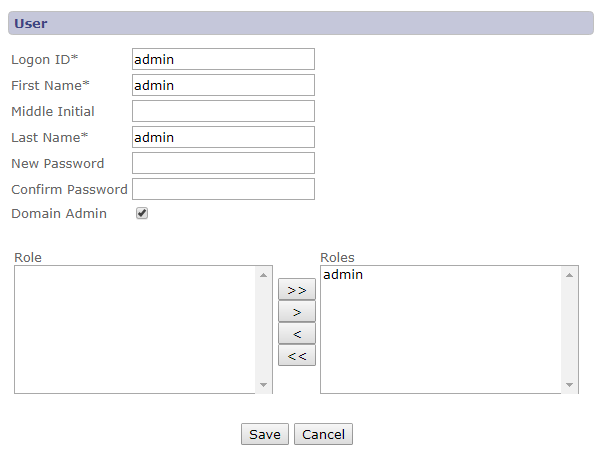 User
Logon ID* admin
First Name* admin
Middle Initial
Last Name* admin
New Password
Confirm Password
Domain Admin
Role Roles
admin
>>
>
<
<<
Save Cancel